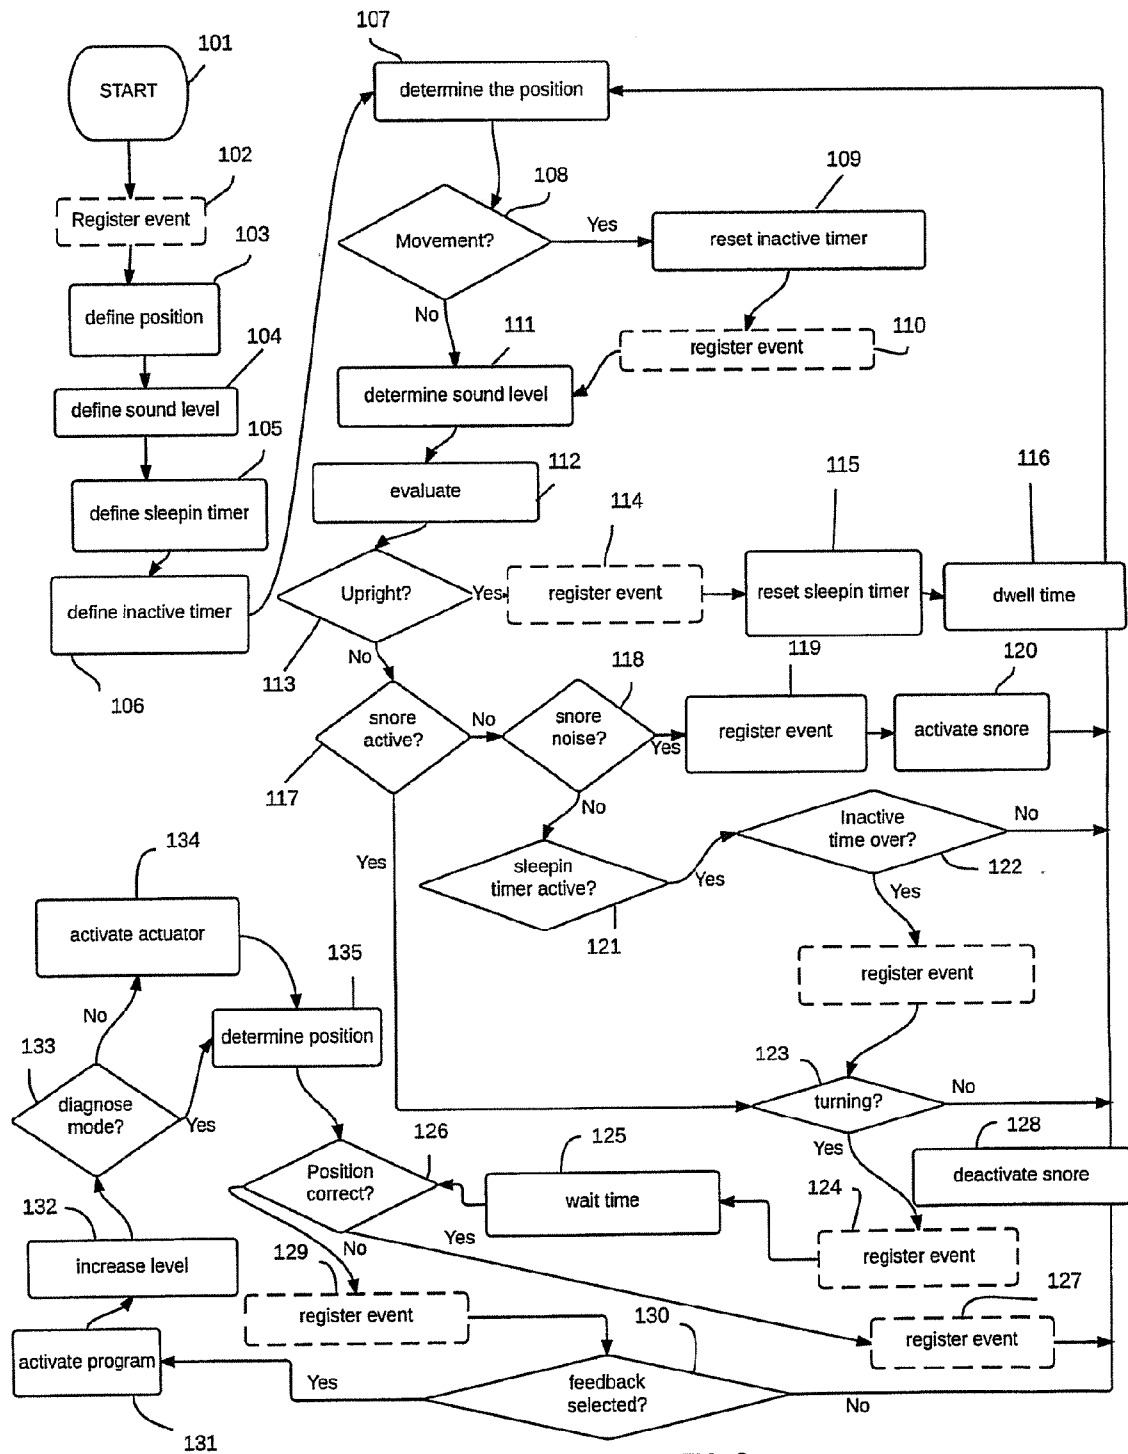 107
101
START
determine the position
102
Register event
108
109
103
Movement?
Yes
reset inactive timer
define position
No
111
110
register event
104
determine sound level
define sound level
105
112
evaluate
115
116
114
define sleepin timer
Upright?
Yes
register event
reset sleepin timer
dwell time
define inactive timer
No
113
118
119
120
106
snore
active?
No
snore
noise?
Yes
register event
activate snore
117
No
Inactive
time over?
No
134
Yes
sleepin
timer active?
Yes
122
Yes
121
activate actuator
135
register event
No
determine position
133
123
No
diagnose
mode?
Yes
turning?
126
125
Yes
128
Position
correct?
wait time
deactivate snore
124
132
Yes
129
No
register event
increase level
127
register event
130
register event
activate program
Yes
feedback
selected?
No
131